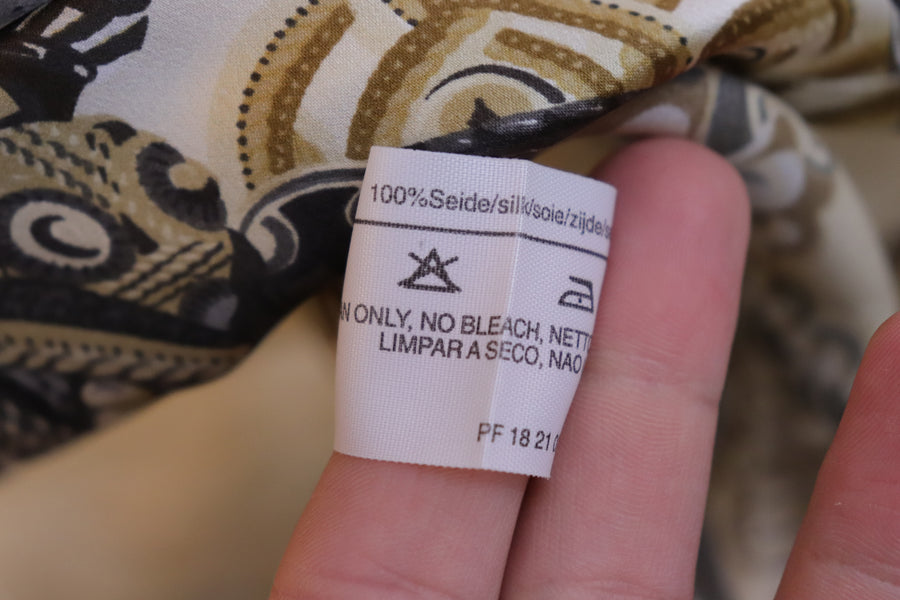 100%Seide/silk/soie/zijde/s
N ONLY, NO BLEACH, NETT
LIMPAR A SECO, NAO
PF 18 21